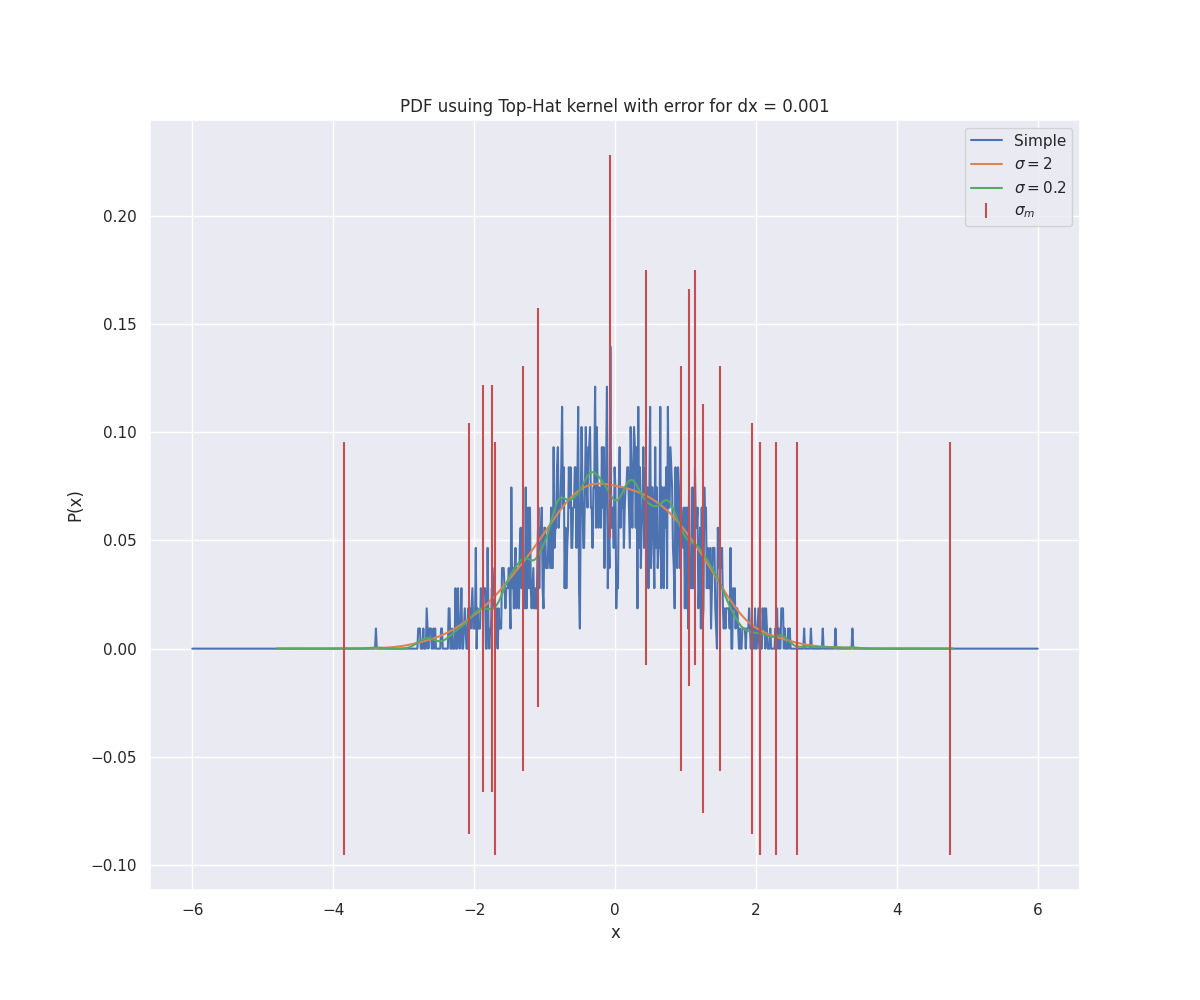 PDF usuing Top-Hat kernel with error for dx = 0.001
Simple
σ = 2
σ = 0.2
σₘ
P(x)
0.20
0.15
0.10
0.05
0.00
−0.05
−0.10
−6 −4 −2 0 2 4 6
x